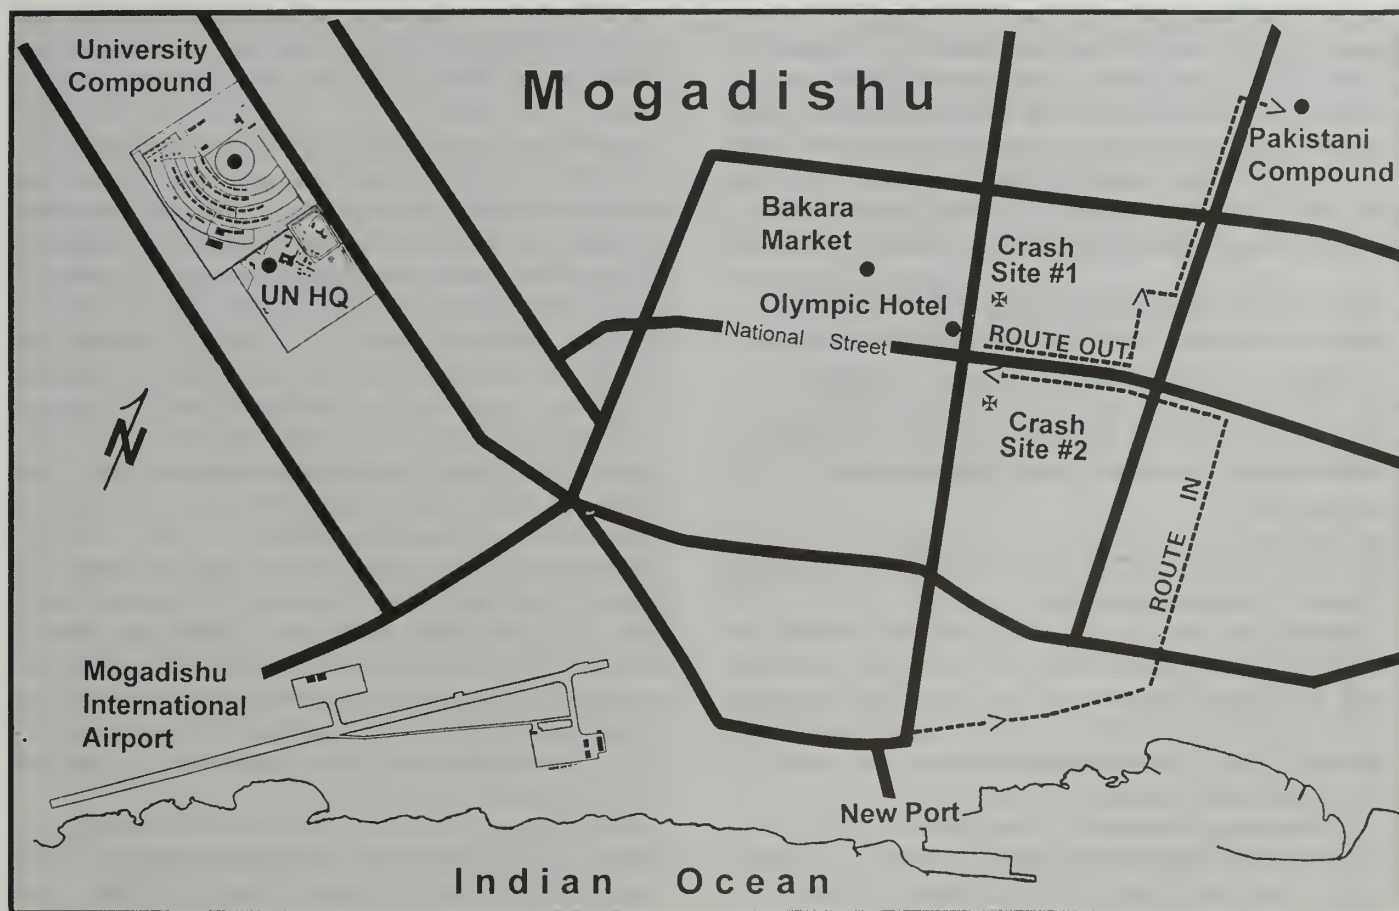 University
Compound
Mogadishu
Pakistani
Compound
Bakara
Market
Crash
Site #1
UN HQ
Olympic Hotel
National Street
ROUTE OUT
Crash
Site #2
N
ROUTE IN
Mogadishu
International
Airport
New Port
Indian Ocean